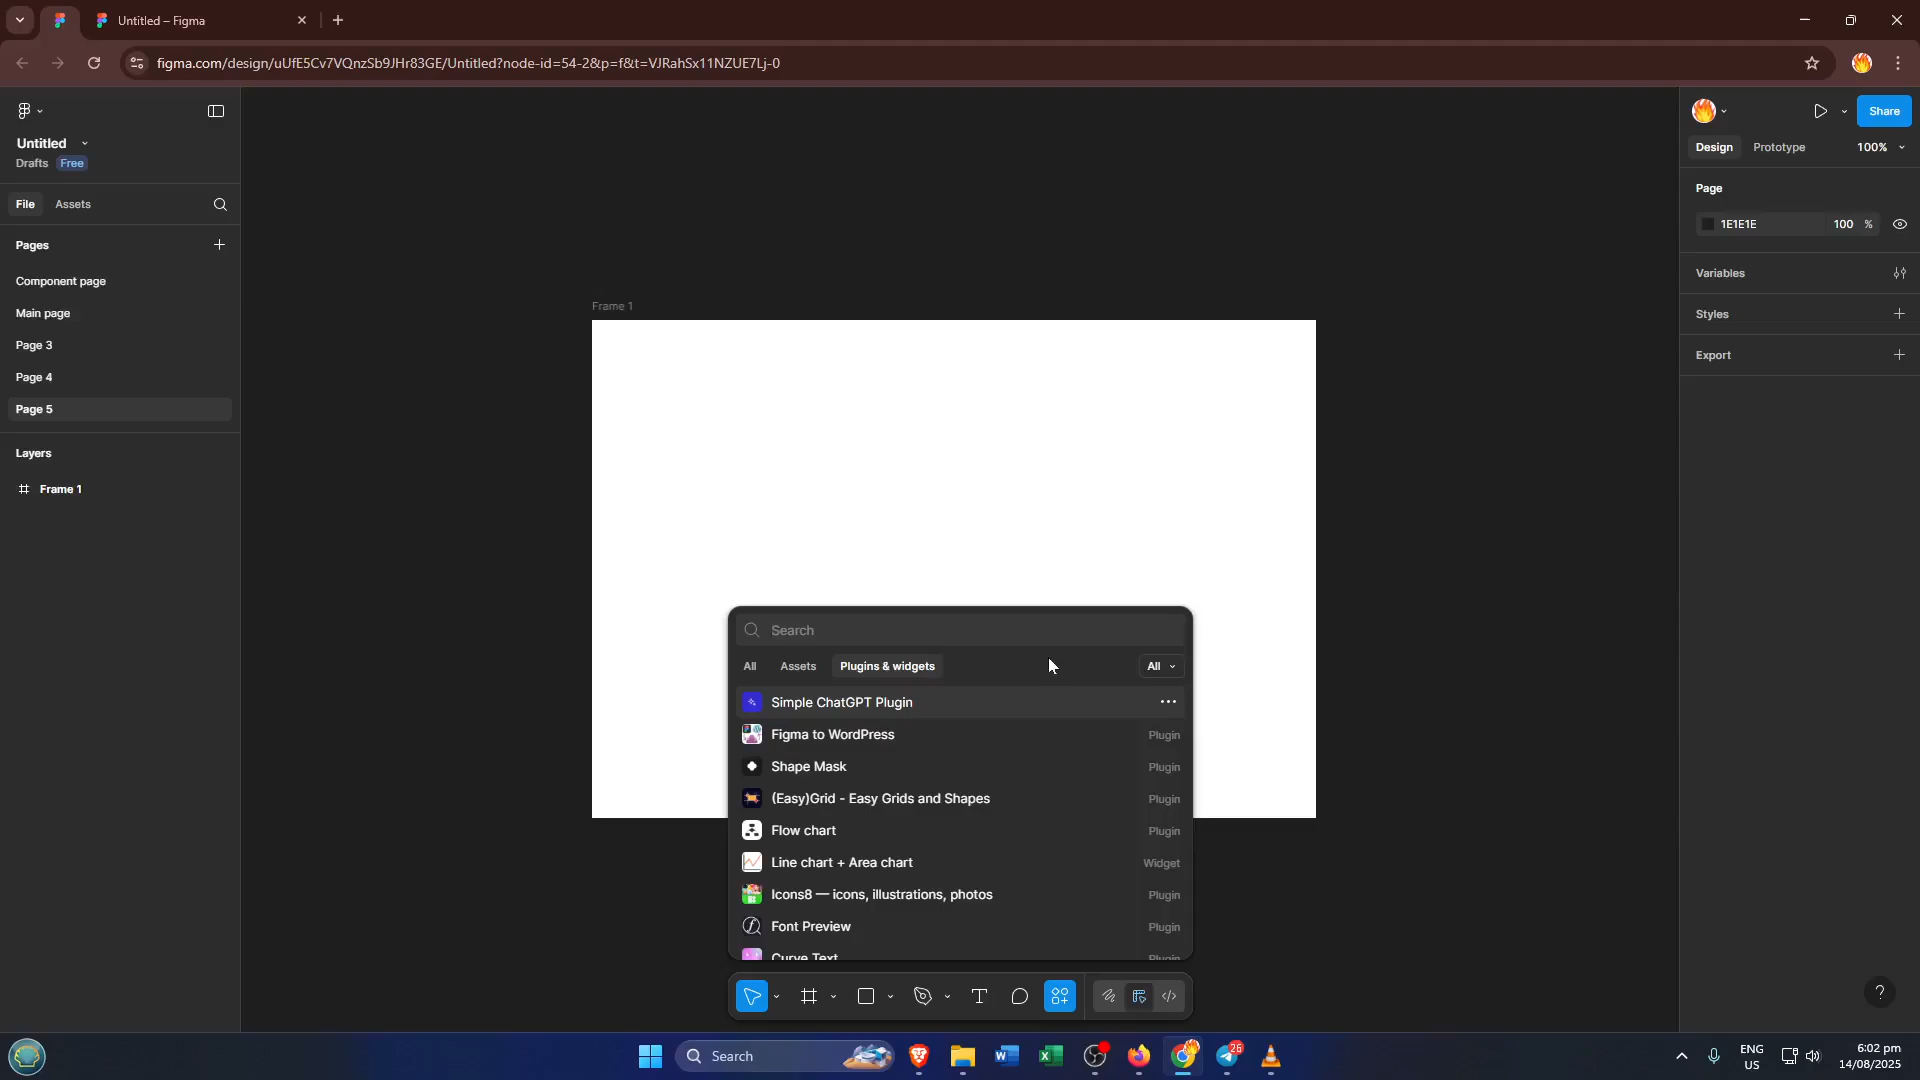 Untitled – Figma
figma.com/design/uUfE5Cv7VQnzSb9JHr83GE/Untitled?node-id=54-2&p=f&t=VJRahSx11NZUE7Lj-0
Untitled
Drafts Free
File Assets
Pages
Component page
Main page
Page 3
Page 4
Page 5
Layers
Frame 1
Frame 1
Search
All Assets Plugins & widgets All
Simple ChatGPT Plugin
Figma to WordPress Plugin
Shape Mask Plugin
(Easy)Grid - Easy Grids and Shapes Plugin
Flow chart Plugin
Line chart + Area chart Widget
Icons8 — icons, illustrations, photos Plugin
Font Preview Plugin
Curve Text Plugin
Share
Design Prototype 100%
Page
1E1E1E 100 %
Variables
Styles
Export
?
Search
26
ENG
US
6:02 pm
14/08/2025